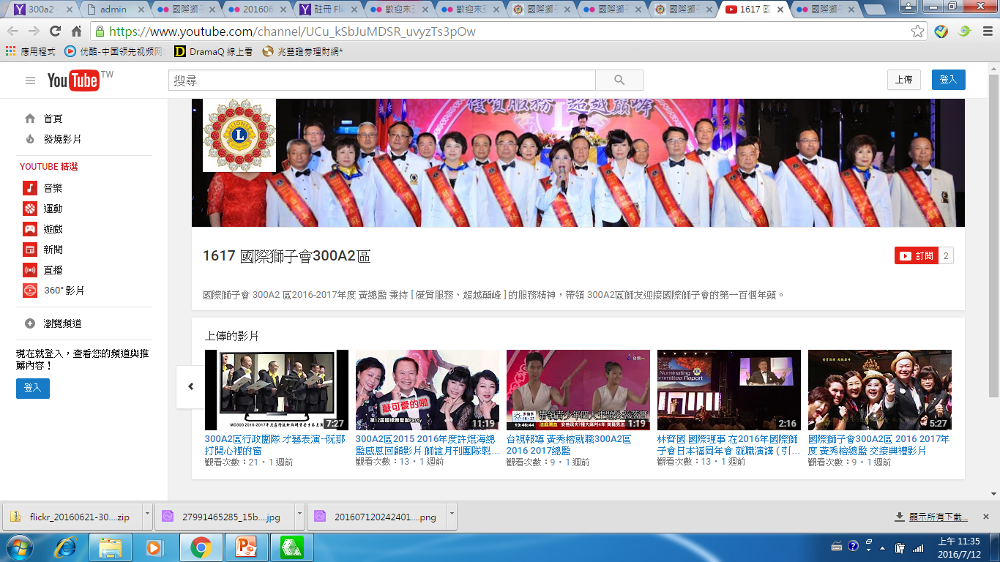 300a2 -
admin
國際獅子
201606
註冊 Fli
歡迎來到
歡迎來到
國際獅子
國際獅子
國際獅子
1617 國
國際獅子
https://www.youtube.com/channel/UCu_kSbJuMDSR_uvyzTs3pOw
應用程式
优酷-中国领先视频网
DramaQ 線上看
兆豐證券理財網*
YouTube TW
搜尋
上傳
登入
首頁
發燒影片
YOUTUBE 精選
音樂
運動
遊戲
新聞
直播
360° 影片
瀏覽頻道
現在就登入，查看您的頻道與推
薦內容！
登入
LIONS
L
優質服務 超越巔峰
1617 國際獅子會300A2區
訂閱 2
國際獅子會 300A2 區2016-2017年度 黃總監 秉持 [ 優質服務、超越顛峰 ] 的服務精神，帶領 300A2區獅友迎接國際獅子會的第一百個年頭。
上傳的影片
MD300 2016-2017年度
7:27
300A2區行政團隊 才藝表演--阮那
打開心裡的窗
觀看次數：21 • 1 週前
敲可愛的啦
11:19
300A2區2015 2016年度許焜海總
監感恩回顧影片 獅誼月刊團隊製...
觀看次數：13 • 1 週前
19:46:44
1:19
台視報導 黃秀榕就職300A2區
2016 2017總監
觀看次數：9 • 1 週前
Nominating
Committee Report
2:16
林齊國 國際理事 在2016年國際獅
子會日本福岡年會 就職演講 ( 引...
觀看次數：13 • 1 週前
5:27
國際獅子會300A2區 2016 2017年
度 黃秀榕總監 交接典禮影片
觀看次數：9 • 1 週前
flickr_20160621-30....zip
27991465285_15b....jpg
201607120242401....png
顯示所有下載...
上午 11:35
2016/7/12